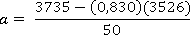 a = 3735 − (0,830)(3526) / 50